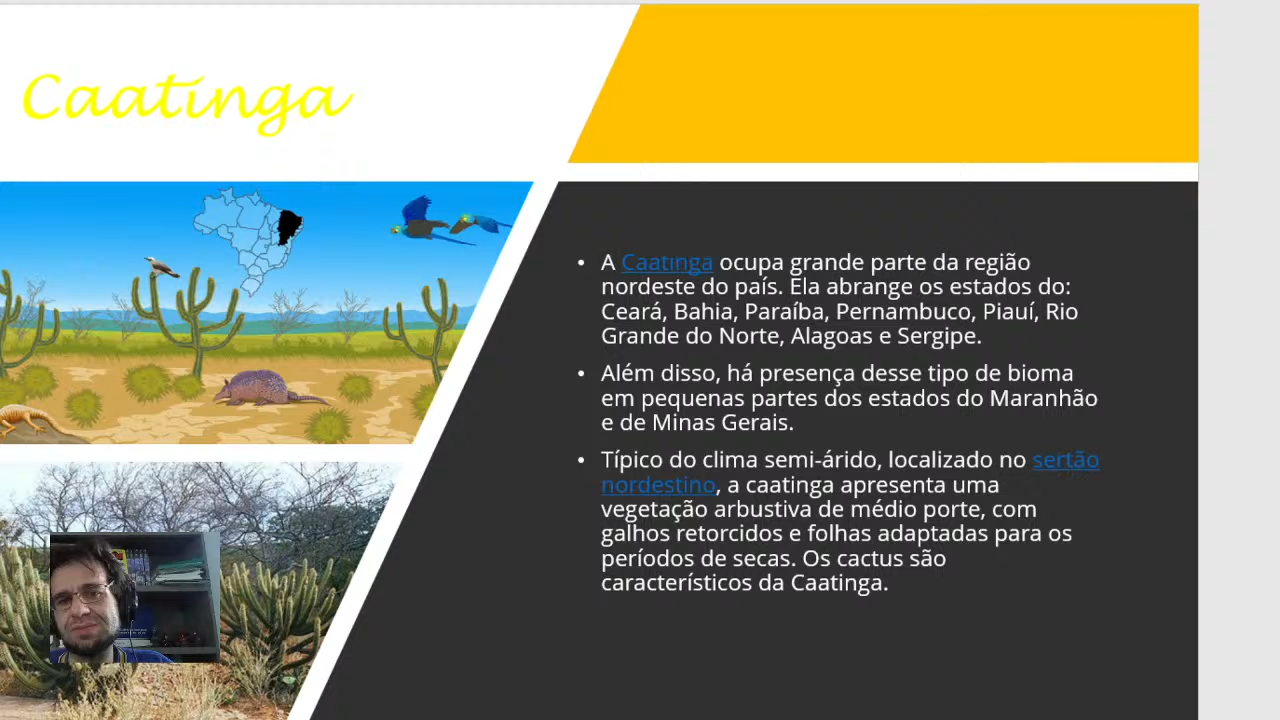 Caatinga
• A Caatinga ocupa grande parte da região
nordeste do país. Ela abrange os estados do:
Ceará, Bahia, Paraíba, Pernambuco, Piauí, Rio
Grande do Norte, Alagoas e Sergipe.
• Além disso, há presença desse tipo de bioma
em pequenas partes dos estados do Maranhão
e de Minas Gerais.
• Típico do clima semi-árido, localizado no sertão
nordestino, a caatinga apresenta uma
vegetação arbustiva de médio porte, com
galhos retorcidos e folhas adaptadas para os
períodos de secas. Os cactus são
característicos da Caatinga.